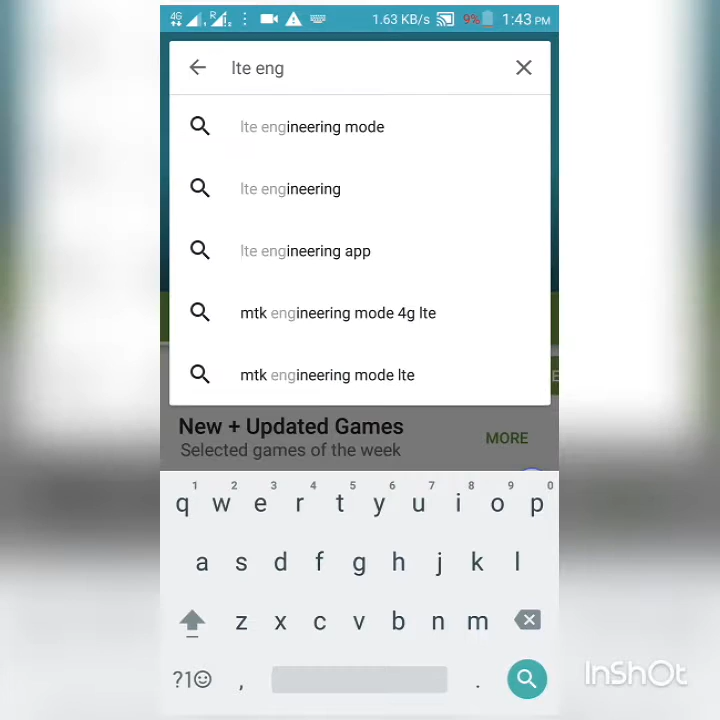 4G R 2 1.63 KB/s 9% 1:43 PM
lte eng
lte engineering mode
lte engineering
lte engineering app
mtk engineering mode 4g lte
mtk engineering mode lte
E
New + Updated Games
MORE
Selected games of the week
1 2 3 4 5 6 7 8 9 0
q w e r t y u i o p
a s d f g h j k l
z x c v b n m
?1☺ , .
InShOt